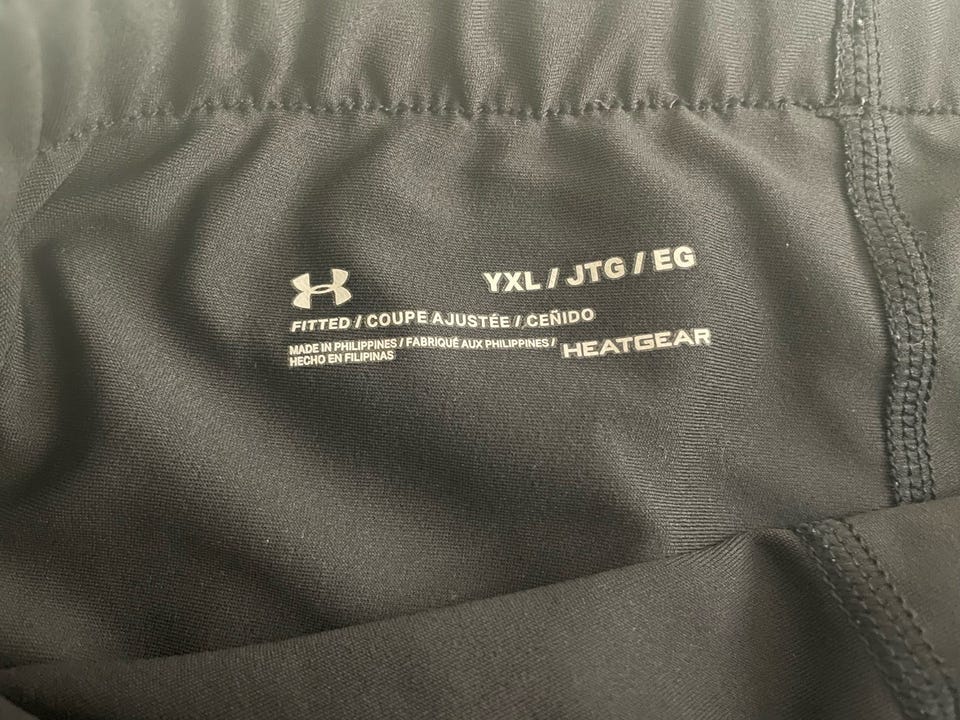 YXL / JTG / EG
FITTED / COUPE AJUSTÉE / CEÑIDO
MADE IN PHILIPPINES / FABRIQUÉ AUX PHILIPPINES /
HECHO EN FILIPINAS
HEATGEAR